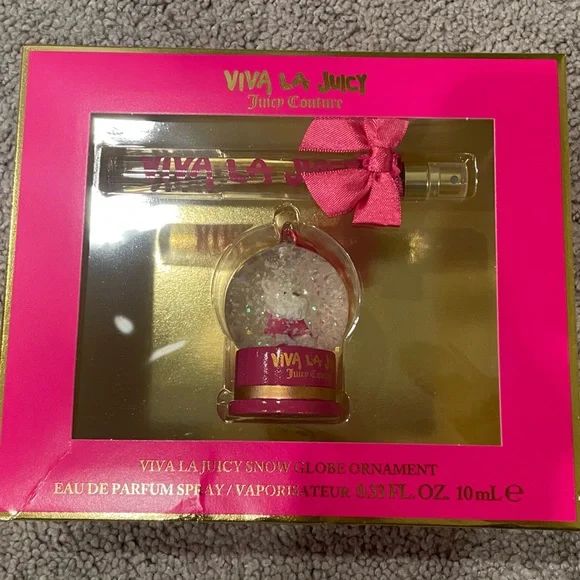 VIVA LA JUICY
Juicy Couture
VIVA LA JUICY
VIVA LA J
Juicy Coutu
VIVA LA JUICY SNOW GLOBE ORNAMENT
EAU DE PARFUM SPRAY / VAPORISATEUR 0.33 FL. OZ. 10 mL ℮